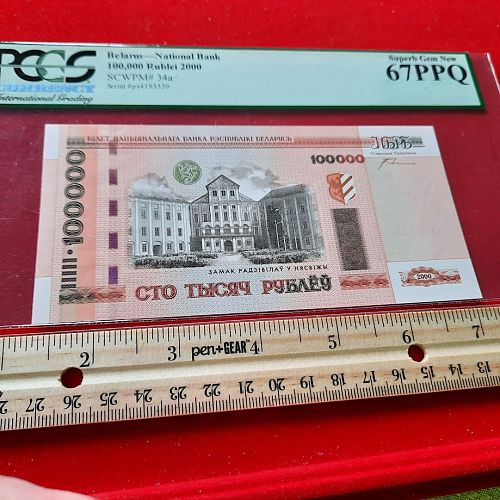 PCGS
CURRENCY
International Grading
Belarus—National Bank
100,000 Rublei 2000
SCWPM# 34a
Superb Gem New
67PPQ
БІЛЕТ НАЦЫЯНАЛЬНАГА БАНКА РЭСПУБЛІКІ БЕЛАРУСЬ
100000
100000
ЗАМАК РАДЗІВІЛАЎ У НЯСВІЖЫ
СТО ТЫСЯЧ РУБЛЁЎ
2000
2 3 pen+GEAR 4 5 6 7
27 26 25 24 23 22 21 20 19 18 17 16 15 14 13